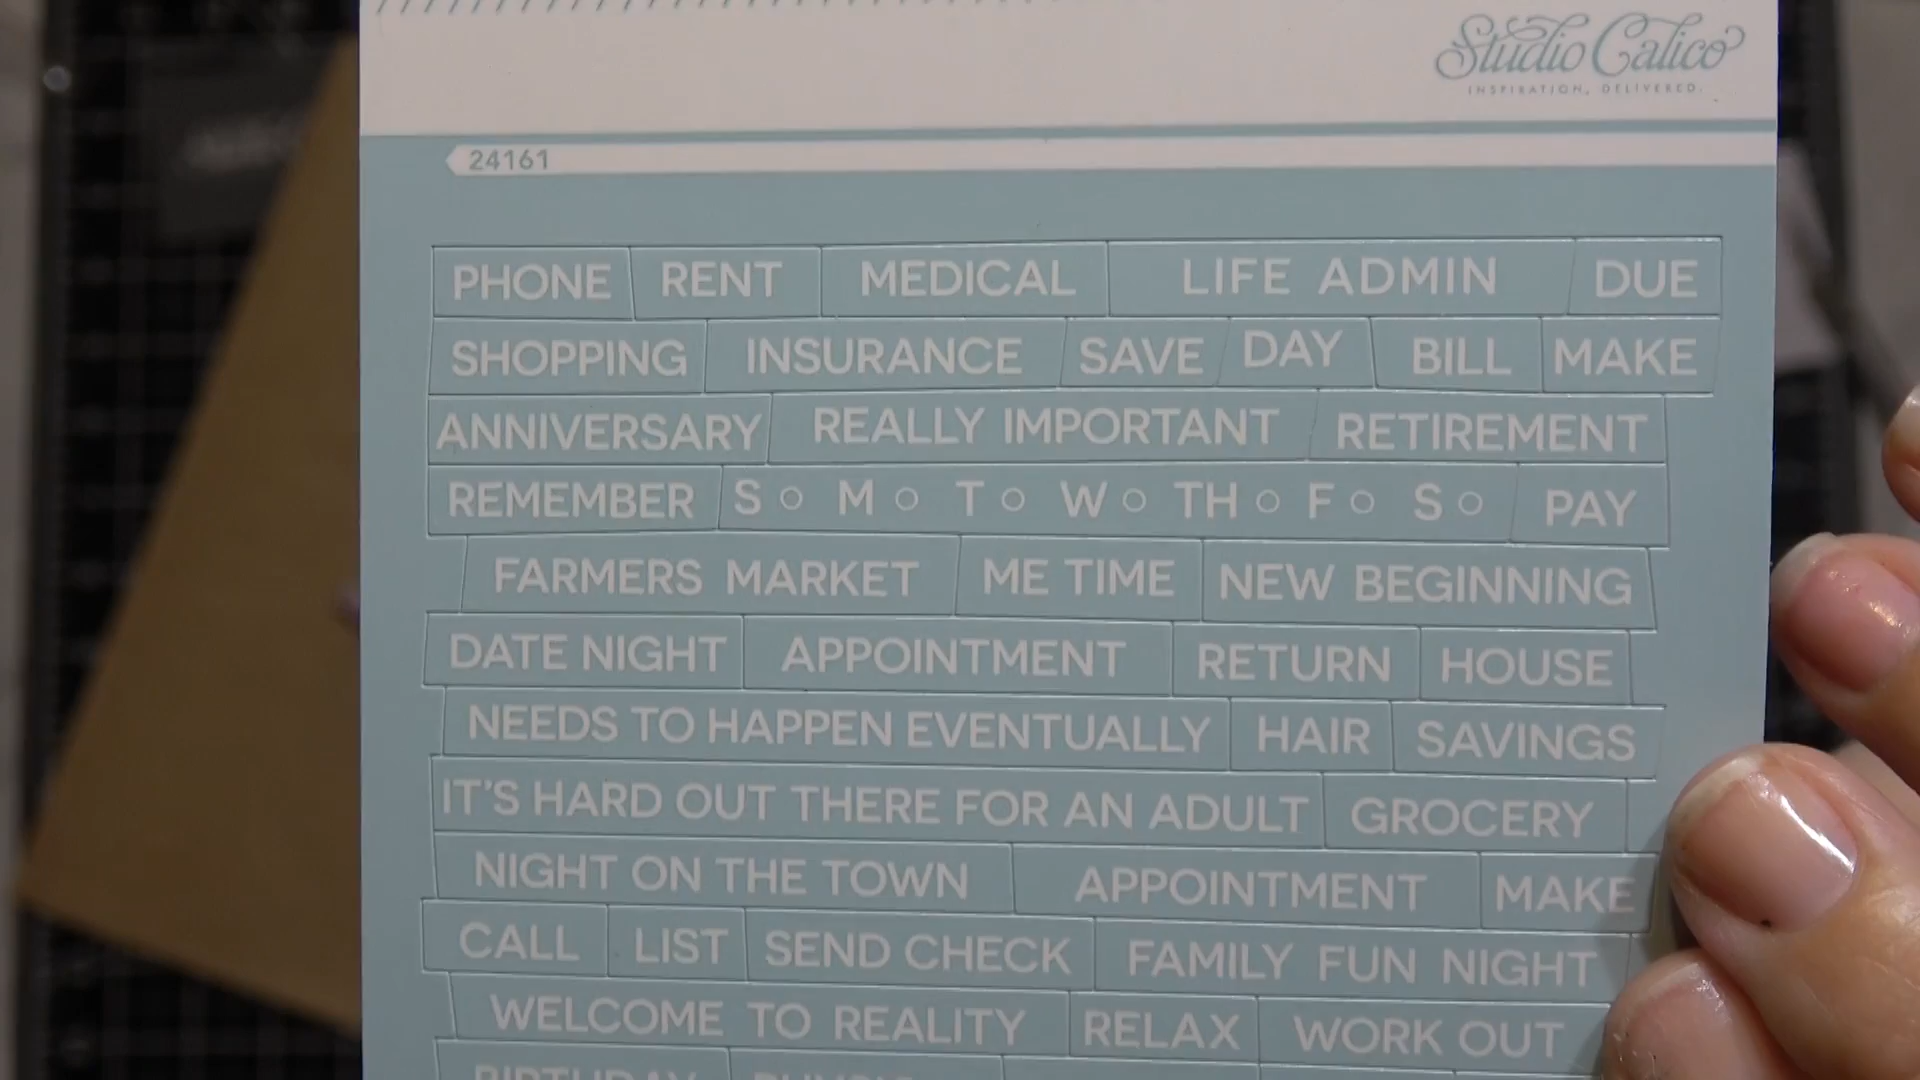 Studio Calico
INSPIRATION, DELIVERED.
24161
PHONE RENT MEDICAL LIFE ADMIN DUE
SHOPPING INSURANCE SAVE DAY BILL MAKE
ANNIVERSARY REALLY IMPORTANT RETIREMENT
REMEMBER S ○ M ○ T ○ W ○ TH ○ F ○ S ○ PAY
FARMERS MARKET ME TIME NEW BEGINNING
DATE NIGHT APPOINTMENT RETURN HOUSE
NEEDS TO HAPPEN EVENTUALLY HAIR SAVINGS
IT'S HARD OUT THERE FOR AN ADULT GROCERY
NIGHT ON THE TOWN APPOINTMENT MAKE
CALL LIST SEND CHECK FAMILY FUN NIGHT
WELCOME TO REALITY RELAX WORK OUT
BIRTHDAY